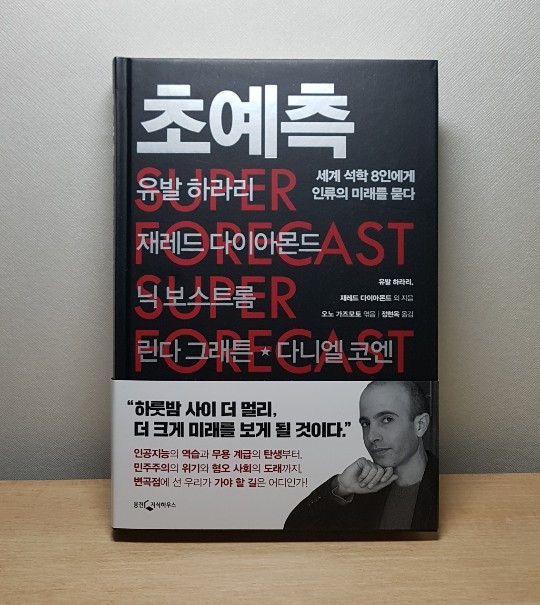 초예측
세계 석학 8인에게
인류의 미래를 묻다
SUPER
유발 하라리
FORECAST
재레드 다이아몬드
SUPER
닉 보스트롬
FORECAST
린다 그래튼 ★ 다니엘 코엔
유발 하라리,
재레드 다이아몬드 외 지음
오노 가즈모토 엮음 | 정현옥 옮김
“하룻밤 사이 더 멀리,
더 크게 미래를 보게 될 것이다.”
인공지능의 역습과 무용 계급의 탄생부터,
민주주의의 위기와 혐오 사회의 도래까지,
변곡점에 선 우리가 가야 할 길은 어디인가!
웅진 지식하우스